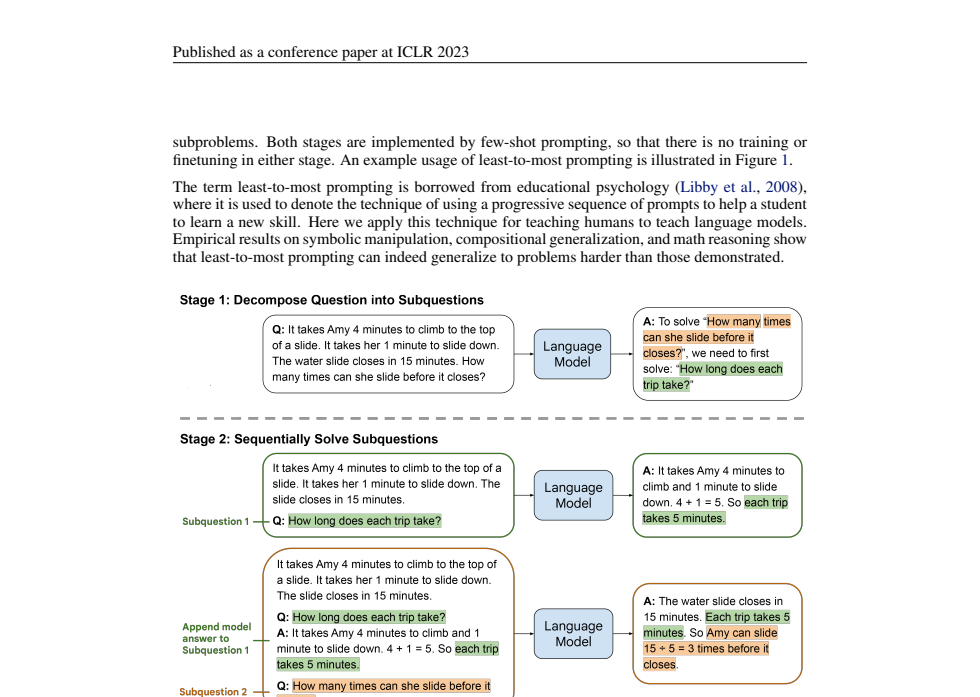 Published as a conference paper at ICLR 2023
subproblems. Both stages are implemented by few-shot prompting, so that there is no training or
finetuning in either stage. An example usage of least-to-most prompting is illustrated in Figure 1.
The term least-to-most prompting is borrowed from educational psychology (Libby et al., 2008),
where it is used to denote the technique of using a progressive sequence of prompts to help a student
to learn a new skill. Here we apply this technique for teaching humans to teach language models.
Empirical results on symbolic manipulation, compositional generalization, and math reasoning show
that least-to-most prompting can indeed generalize to problems harder than those demonstrated.
Stage 1: Decompose Question into Subquestions
Q: It takes Amy 4 minutes to climb to the top
of a slide. It takes her 1 minute to slide down.
The water slide closes in 15 minutes. How
many times can she slide before it closes?
Language
Model
A: To solve “How many times
can she slide before it
closes?”, we need to first
solve: “How long does each
trip take?”
Stage 2: Sequentially Solve Subquestions
It takes Amy 4 minutes to climb to the top of a
slide. It takes her 1 minute to slide down. The
slide closes in 15 minutes.
Subquestion 1
Q: How long does each trip take?
Language
Model
A: It takes Amy 4 minutes to
climb and 1 minute to slide
down. 4 + 1 = 5. So each trip
takes 5 minutes.
It takes Amy 4 minutes to climb to the top of
a slide. It takes her 1 minute to slide down.
The slide closes in 15 minutes.
Q: How long does each trip take?
Append model
answer to
Subquestion 1
A: It takes Amy 4 minutes to climb and 1
minute to slide down. 4 + 1 = 5. So each trip
takes 5 minutes.
Subquestion 2
Q: How many times can she slide before it
Language
Model
A: The water slide closes in
15 minutes. Each trip takes 5
minutes. So Amy can slide
15 ÷ 5 = 3 times before it
closes.